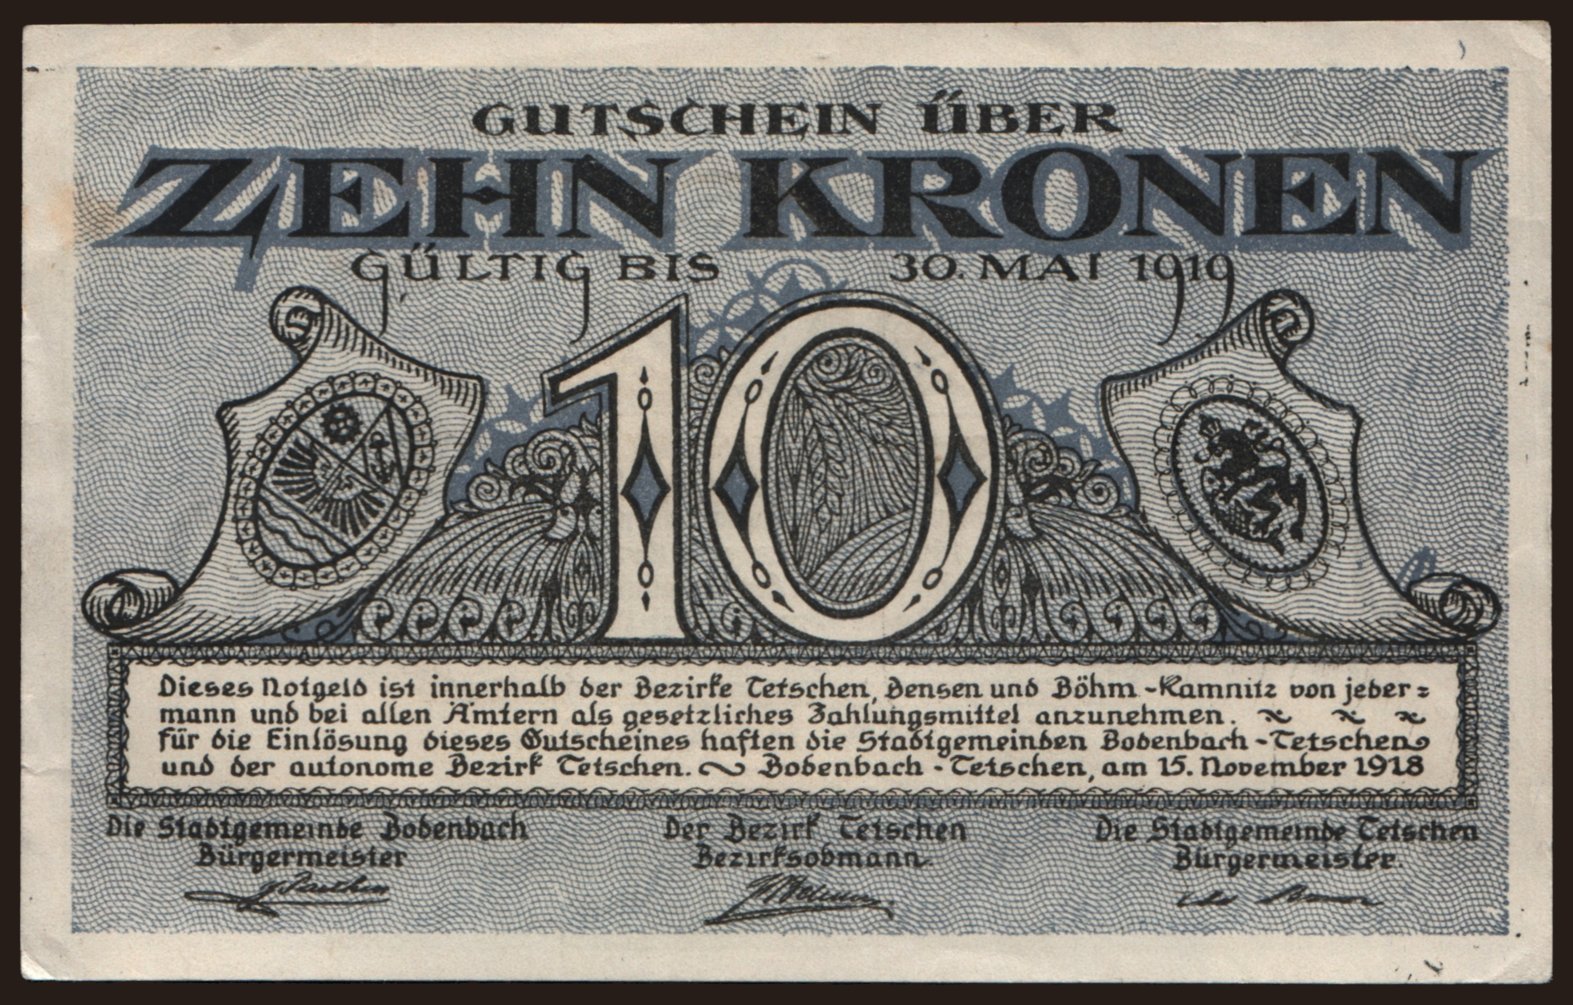 GUTSCHEIN ÜBER
ZEHN KRONEN
GÜLTIG BIS 30. MAI 1919
10
Dieses Notgeld ist innerhalb der Bezirke Tetschen, Bensen und Böhm.-Kamnitz von jeder=
mann und bei allen Ämtern als gesetzliches Zahlungsmittel anzunehmen.
für die Einlösung dieses Gutscheines haften die Stadtgemeinden Bodenbach-Tetschen
und der autonome Bezirk Tetschen. Bodenbach-Tetschen, am 15. November 1918
Die Stadtgemeinde Bodenbach
Bürgermeister
Der Bezirk Tetschen
Bezirksobmann
Die Stadtgemeinde Tetschen
Bürgermeister.